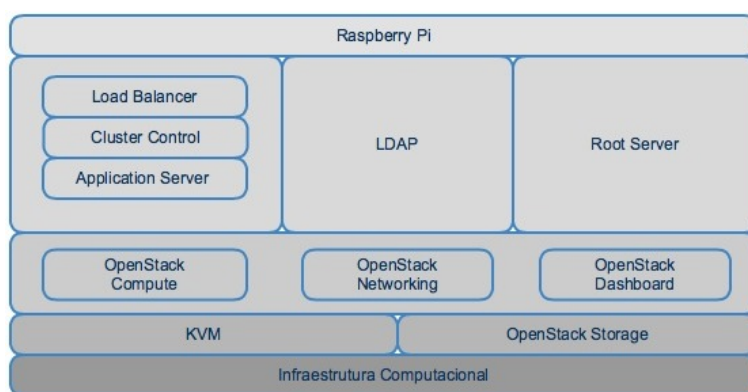 Raspberry Pi
Load Balancer
Cluster Control
Application Server
LDAP
Root Server
OpenStack
Compute
OpenStack
Networking
OpenStack
Dashboard
KVM
OpenStack Storage
Infraestrutura Computacional